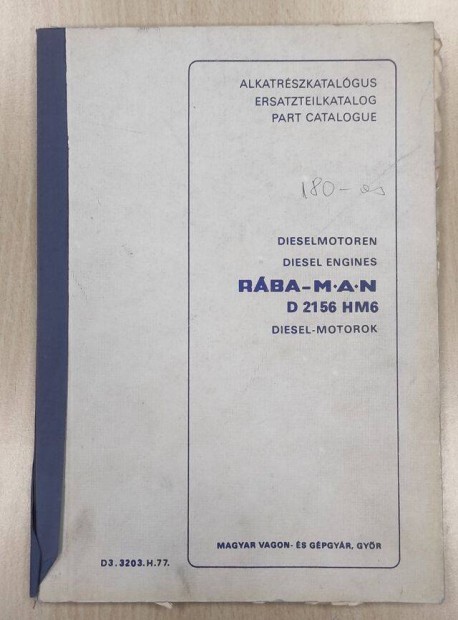 ALKATRÉSZKATALÓGUS
ERSATZTEILKATALOG
PART CATALOGUE
180-as
DIESELMOTOREN
DIESEL ENGINES
RÁBA-M·A·N
D 2156 HM6
DIESEL-MOTOROK
MAGYAR VAGON- ÉS GÉPGYÁR, GYŐR
D3.3203.H.77.